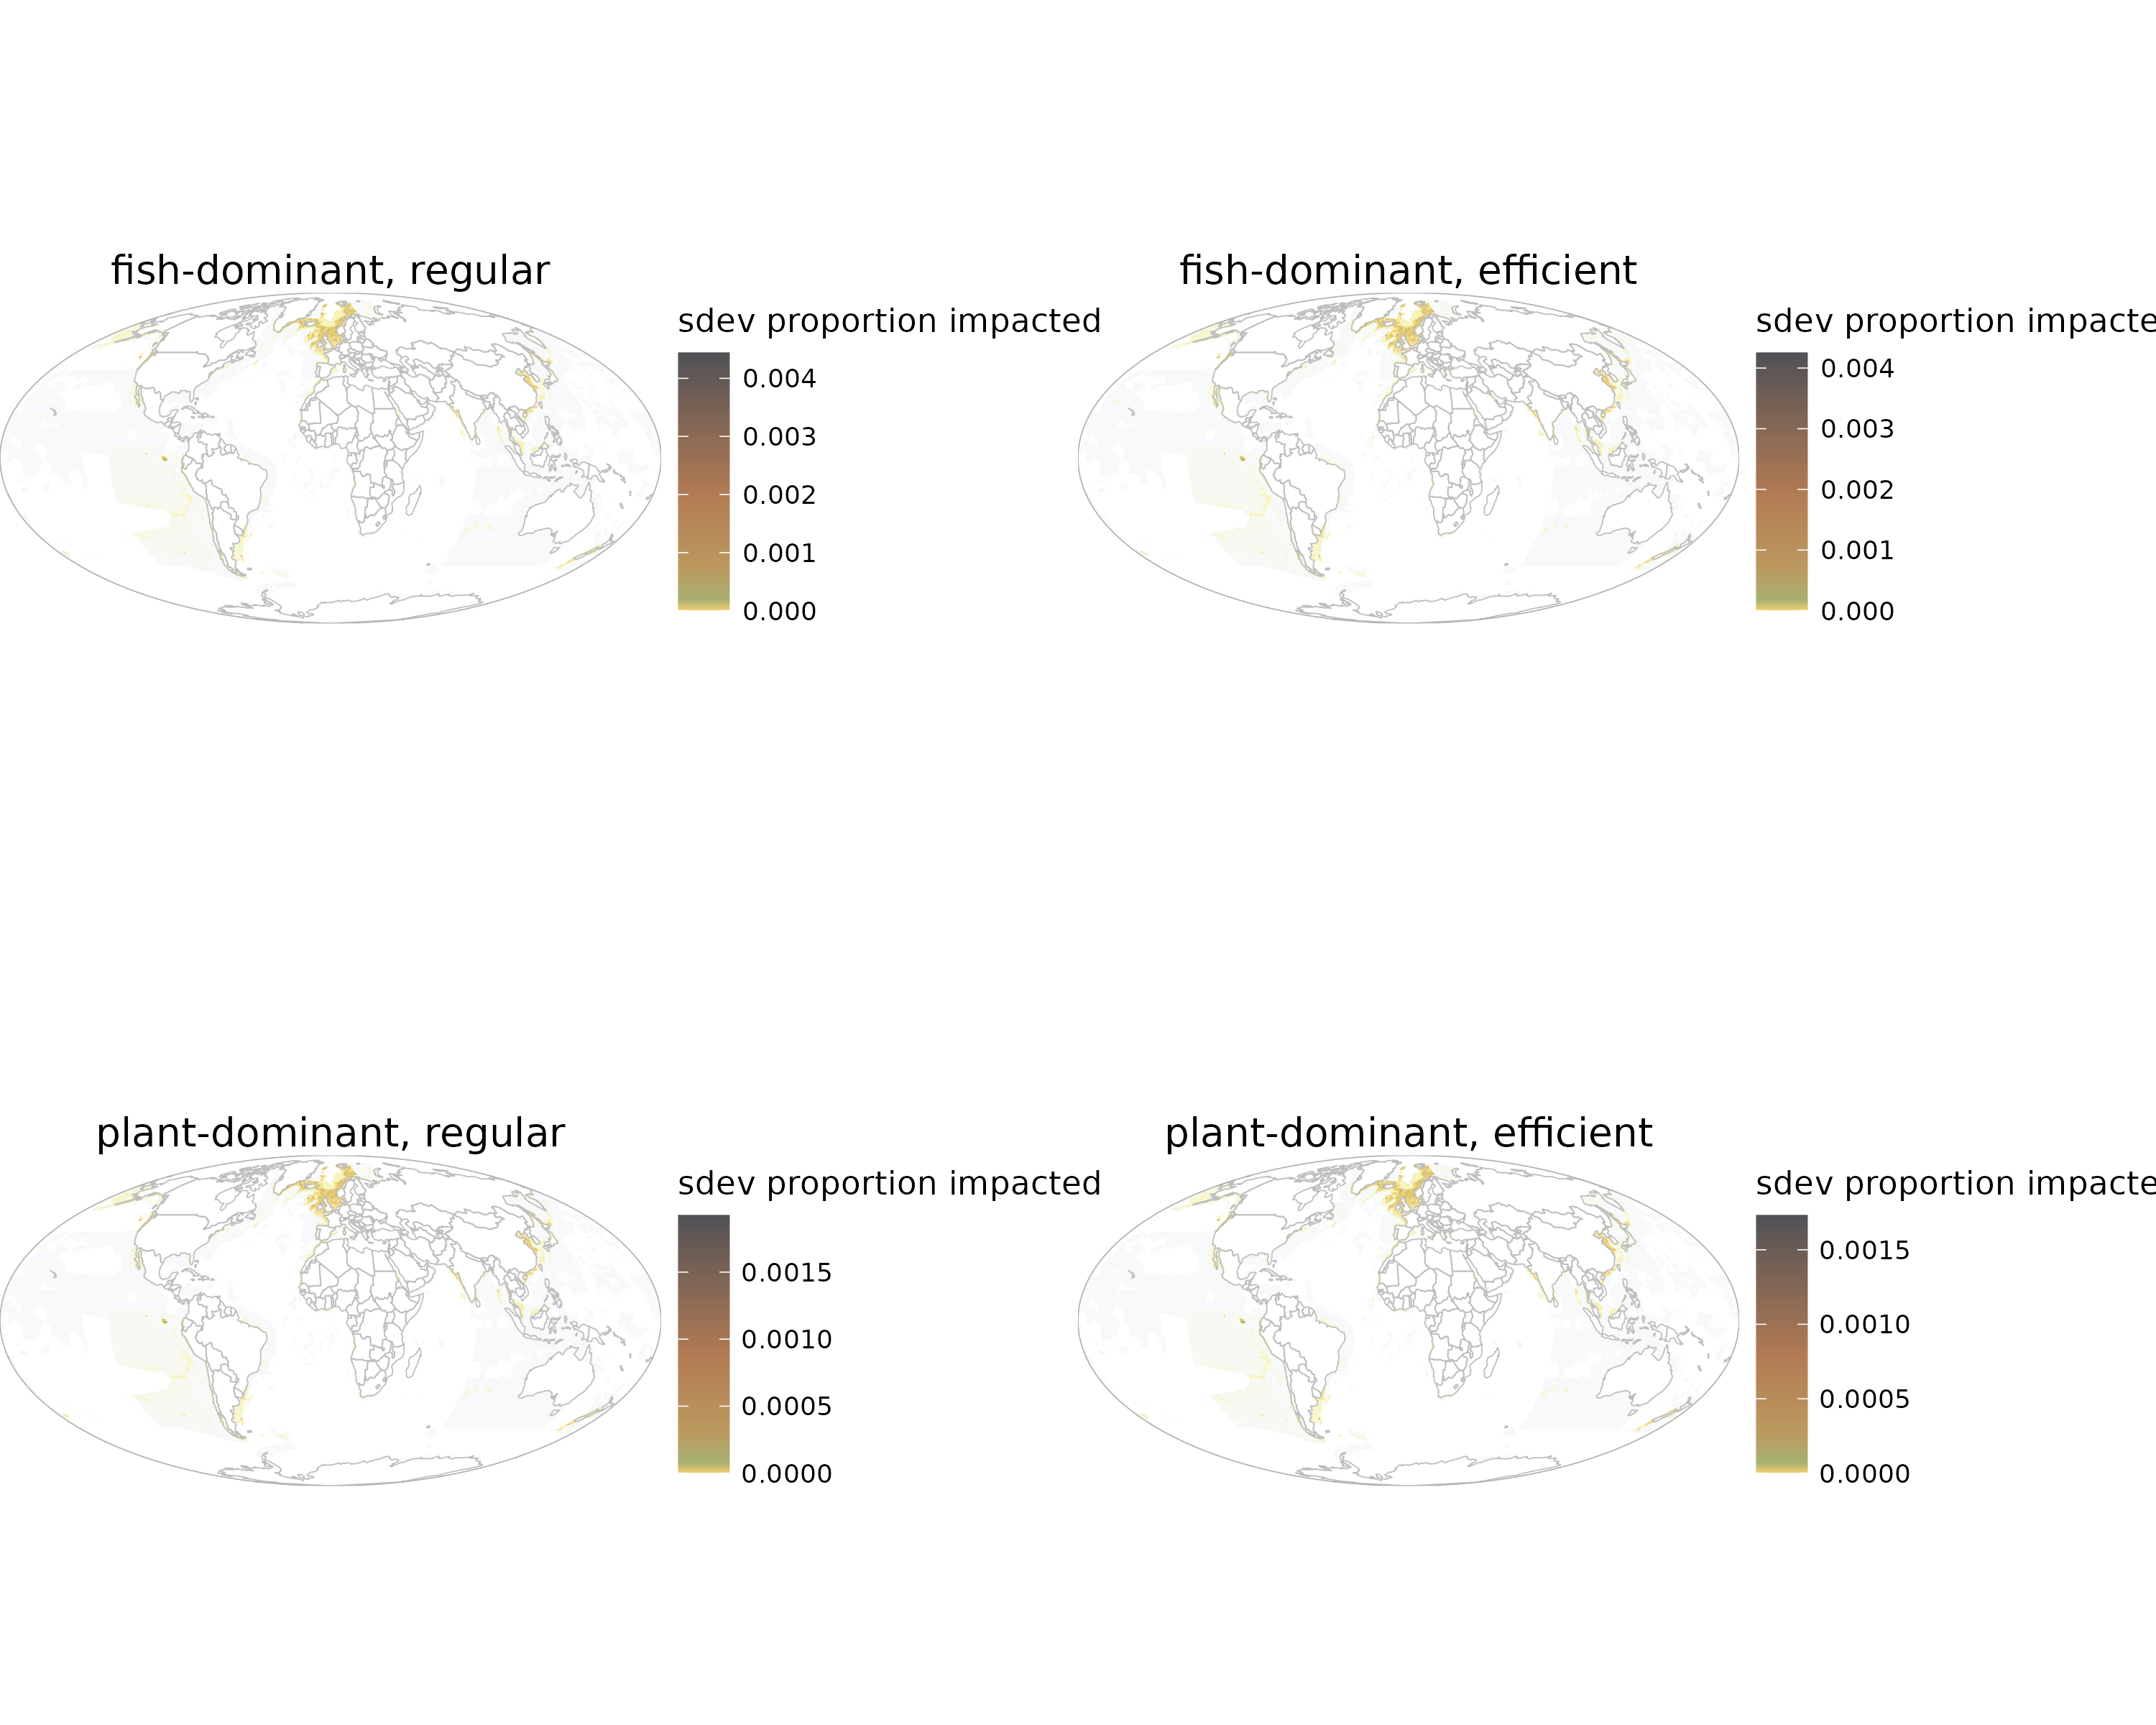 fish-dominant, regular
sdev proportion impacted
0.004
0.003
0.002
0.001
0.000
fish-dominant, efficient
sdev proportion impacte
0.004
0.003
0.002
0.001
0.000
plant-dominant, regular
sdev proportion impacted
0.0015
0.0010
0.0005
0.0000
plant-dominant, efficient
sdev proportion impacte
0.0015
0.0010
0.0005
0.0000